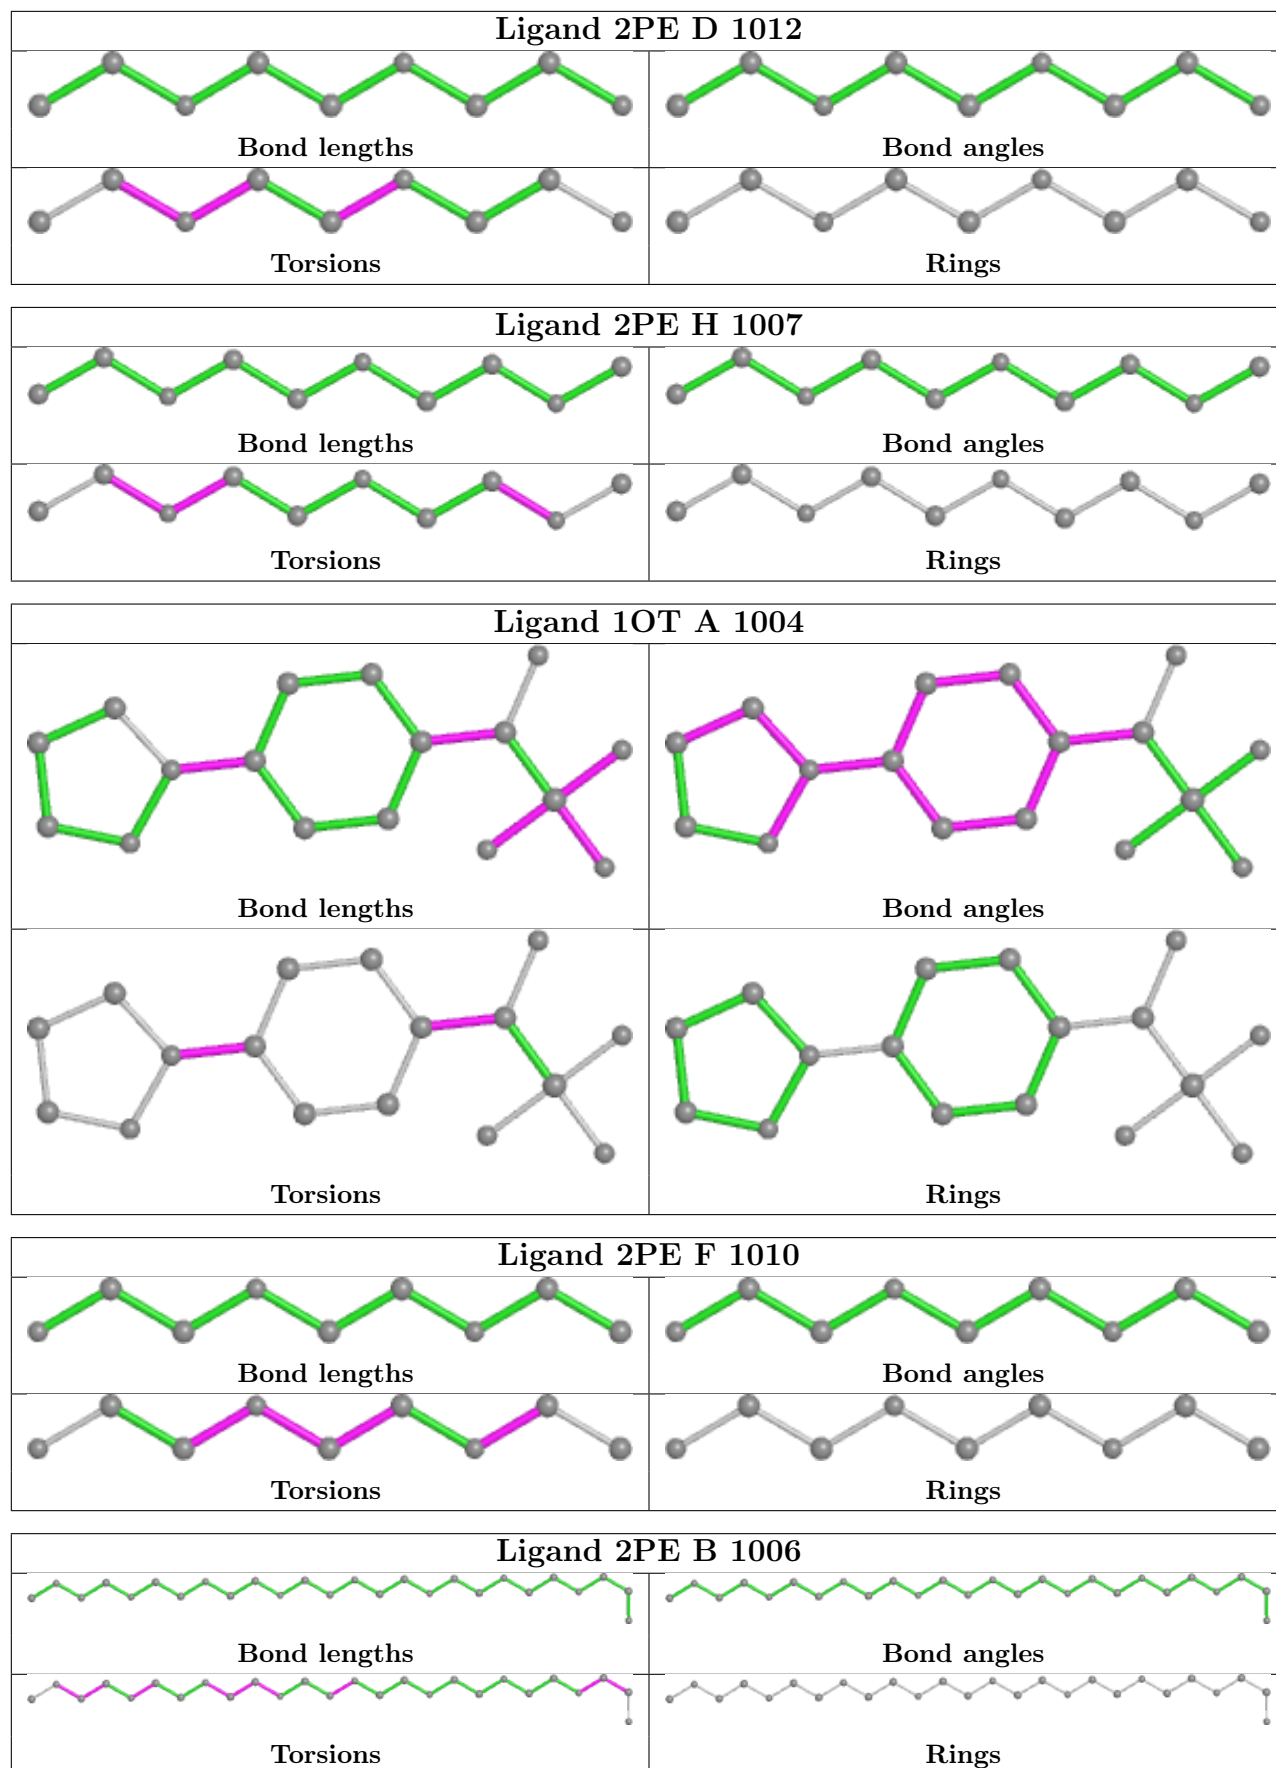 Ligand 2PE D 1012
Bond lengths
Bond angles
Torsions
Rings
Ligand 2PE H 1007
Bond lengths
Bond angles
Torsions
Rings
Ligand 1OT A 1004
Bond lengths
Bond angles
Torsions
Rings
Ligand 2PE F 1010
Bond lengths
Bond angles
Torsions
Rings
Ligand 2PE B 1006
Bond lengths
Bond angles
Torsions
Rings